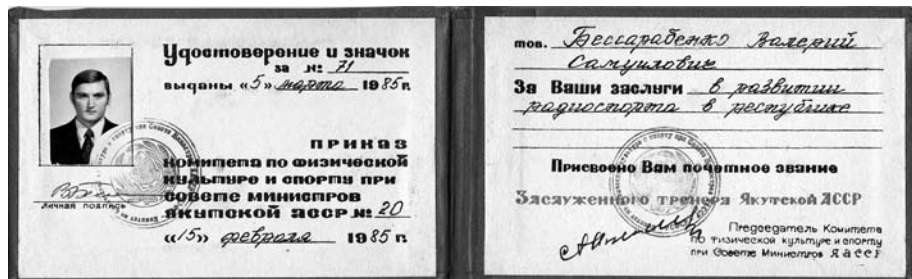 Удостоверение и значок
за № 71
выданы «5» марта 1985 г.
ПРИКАЗ
Комитета по физической
культуре и спорту при
Совете Министров
Якутской АССР № 20
«15» февраля 1985 г.
личная подпись
тов. Бессарабенко Валерий
Самуилович
За Ваши заслуги в развитии
радиоспорта в республике
Присвоено Вам почетное звание
Заслуженного тренера Якутской АССР
Председатель Комитета
по физической культуре и спорту
при Совете Министров ЯАССР